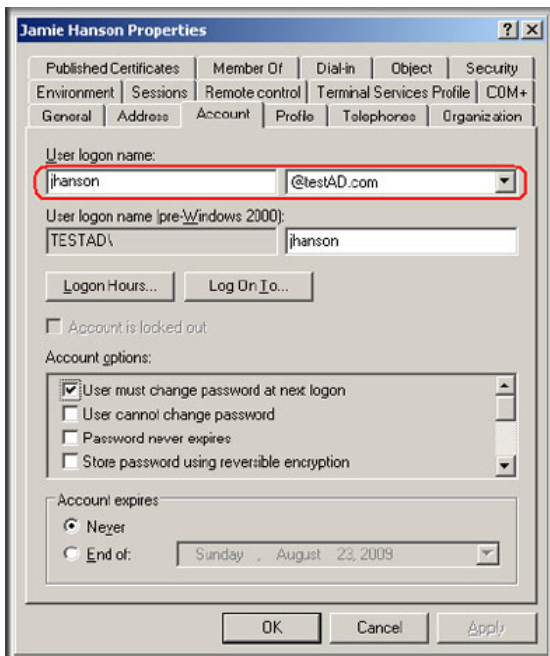 Jamie Hanson Properties
Published Certificates Member Of Dial-in Object Security
Environment Sessions Remote control Terminal Services Profile COM+
General Address Account Profile Telephones Organization
User logon name:
jhanson @testAD.com
User logon name (pre-Windows 2000):
TESTAD\ jhanson
Logon Hours... Log On To...
Account is locked out
Account options:
User must change password at next logon
User cannot change password
Password never expires
Store password using reversible encryption
Account expires
Never
End of: Sunday , August 23, 2009
OK Cancel Apply